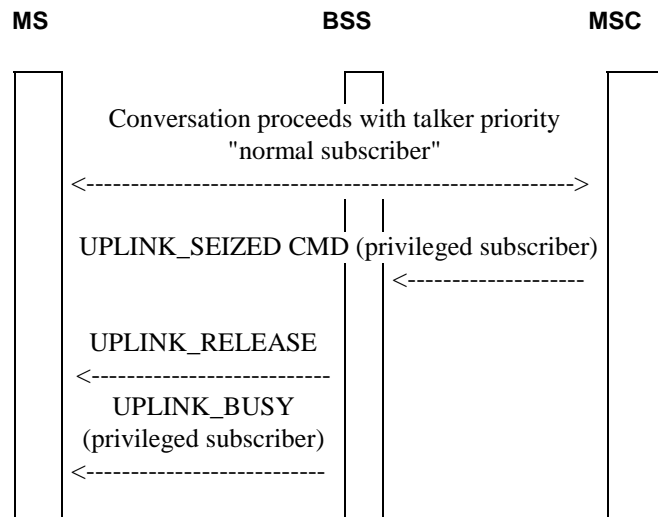 MS BSS MSC
Conversation proceeds with talker priority
"normal subscriber"
<------------------------------------------------------->
UPLINK_SEIZED CMD (privileged subscriber)
<--------------------
UPLINK_RELEASE
<---------------------------
UPLINK_BUSY
(privileged subscriber)
<---------------------------